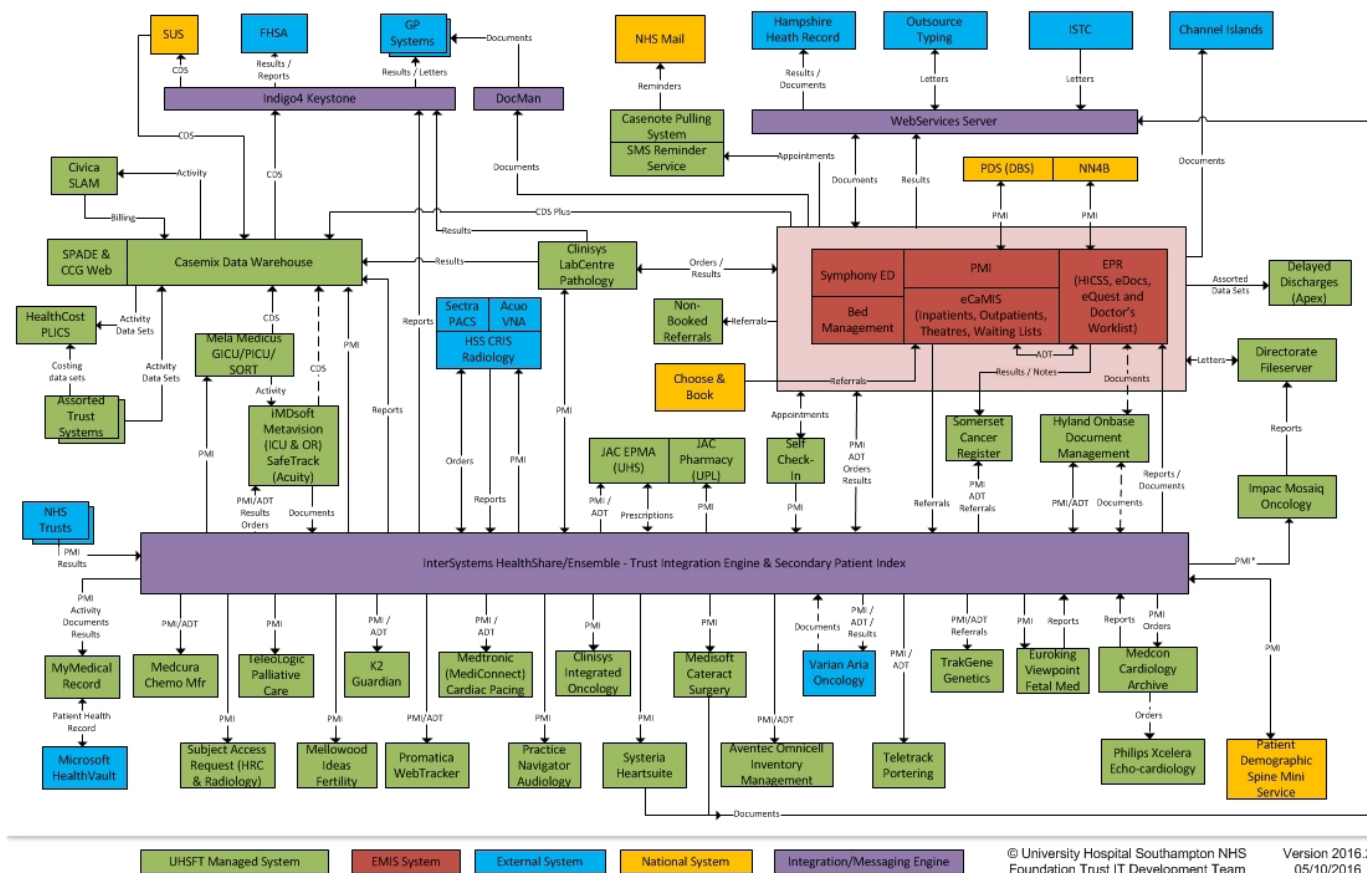 SUS
FHSA
GP
Systems
Documents
NHS Mail
Hampshire
Heath Record
Outsource
Typing
ISTC
Channel Islands
CDS
Results /
Reports
Results / Letters
Reminders
Results /
Documents
Letters
Letters
Indigo4 Keystone
DocMan
WebServices Server
Casenote Pulling
System
SMS Reminder
Service
CDS
CDS
Documents
Appointments
Documents
Results
Documents
Civica
SLAM
Activity
Billing
PDS (DBS)
NN4B
PMI
PMI
CDS Plus
Results
SPADE &
CCG Web
Casemix Data Warehouse
Results
Clinisys
LabCentre
Pathology
Orders /
Results
Symphony ED
PMI
EPR
(HICSS, eDocs,
eQuest and
Doctor's
Worklist)
Bed
Management
eCaMIS
(Inpatients, Outpatients,
Theatres, Waiting Lists)
ADT
Assorted
Data Sets
Delayed
Discharges
(Apex)
HealthCost
PLICS
Activity
Data Sets
CDS
Mela Medicus
GICU/PICU/
SORT
PMI
Reports
Sectra
PACS
Acuo
VNA
HSS CRIS
Radiology
Non-
Booked
Referrals
Referrals
Choose &
Book
Referrals
Results / Notes
Documents
Letters
Directorate
Fileserver
Costing
data sets
Activity
Data Sets
Assorted
Trust
Systems
CDS
Activity
iMDsoft
Metavision
(ICU & OR)
SafeTrack
(Acuity)
Reports
PMI
PMI
Appointments
Somerset
Cancer
Register
Hyland Onbase
Document
Management
Reports
PMI
Orders
JAC EPMA
(UHS)
JAC
Pharmacy
(UPL)
Self
Check-
In
PMI
ADT
Orders
Results
Reports /
Documents
Impac Mosaiq
Oncology
PMI/ADT
Results
Orders
Documents
Reports
PMI
PMI /
ADT
Prescriptions
PMI
PMI
Referrals
PMI
ADT
Referrals
PMI/ADT
Documents
NHS
Trusts
PMI
Results
InterSystems HealthShare/Ensemble - Trust Integration Engine & Secondary Patient Index
PMI*
PMI
Activity
Documents
Results
PMI/ADT
PMI
PMI /
ADT
PMI /
ADT
PMI
PMI
Documents
PMI /
ADT /
Results
PMI/ADT
Referrals
PMI
Reports
Reports
PMI
Orders
PMI
MyMedical
Record
Medcura
Chemo Mfr
TeleoLogic
Palliative
Care
K2
Guardian
Medtronic
(MediConnect)
Cardiac Pacing
Clinisys
Integrated
Oncology
Medisoft
Cataract
Surgery
Varian Aria
Oncology
PMI /
ADT
TrakGene
Genetics
Euroking
Viewpoint
Fetal Med
Medcon
Cardiology
Archive
Patient Health
Record
PMI
PMI
PMI/ADT
PMI
PMI
PMI/ADT
Orders
Microsoft
HealthVault
Subject Access
Request (HRC
& Radiology)
Mellowood
Ideas
Fertility
Promatica
WebTracker
Practice
Navigator
Audiology
Systeria
Heartsuite
Aventec Omnicell
Inventory
Management
Teletrack
Portering
Philips Xcelera
Echo-cardiology
Patient
Demographic
Spine Mini
Service
Documents
UHSFT Managed System
EMIS System
External System
National System
Integration/Messaging Engine
© University Hospital Southampton NHS
Foundation Trust IT Development Team
Version 2016.2
05/10/2016